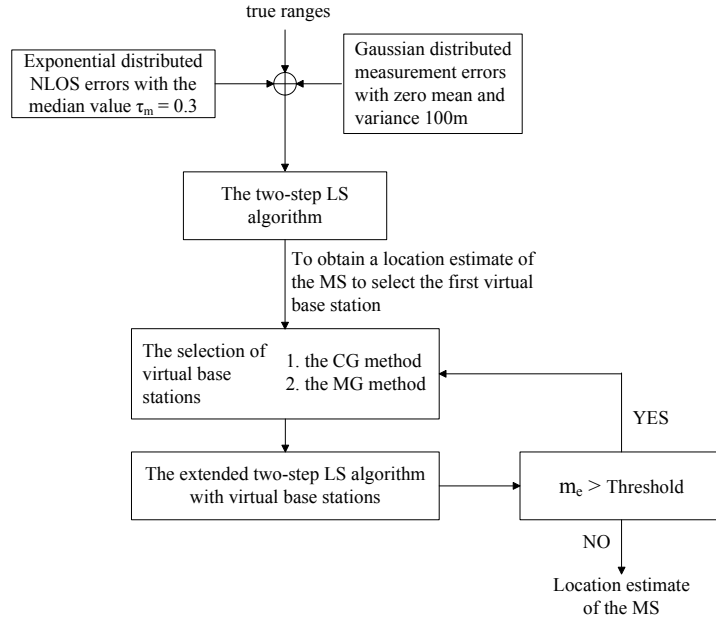 true ranges
Exponential distributed
NLOS errors with the
median value τm = 0.3
Gaussian distributed
measurement errors
with zero mean and
variance 100m
The two-step LS
algorithm
To obtain a location estimate of
the MS to select the first virtual
base station
The selection of
virtual base
stations
1. the CG method
2. the MG method
YES
The extended two-step LS algorithm
with virtual base stations
me > Threshold
NO
Location estimate
of the MS